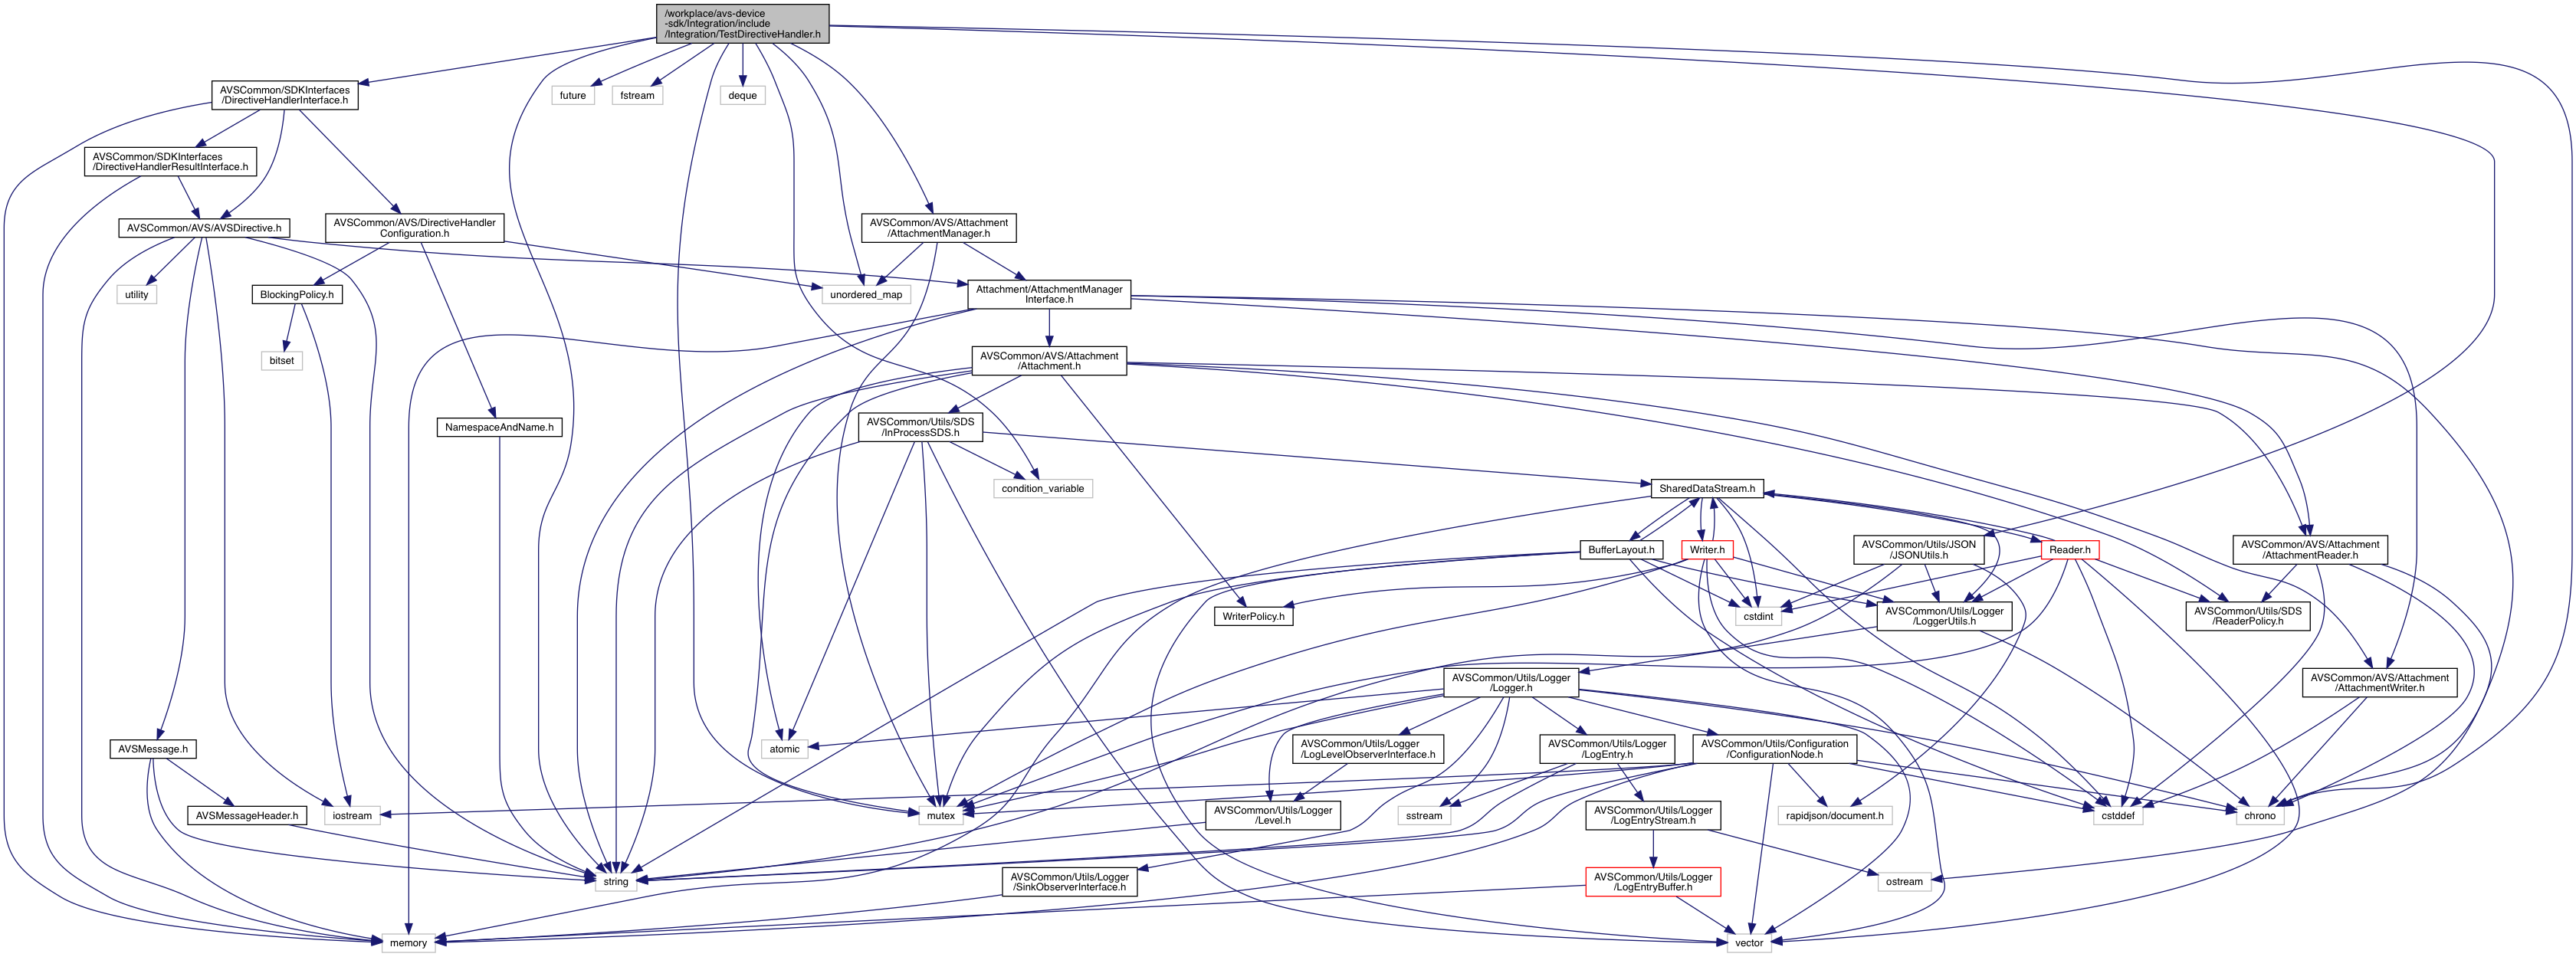 /workplace/avs-device
-sdk/Integration/include
/Integration/TestDirectiveHandler.h
AVSCommon/SDKInterfaces
/DirectiveHandlerInterface.h
future
fstream
deque
AVSCommon/SDKInterfaces
/DirectiveHandlerResultInterface.h
AVSCommon/AVS/AVSDirective.h
AVSCommon/AVS/DirectiveHandler
Configuration.h
AVSCommon/AVS/Attachment
/AttachmentManager.h
utility
BlockingPolicy.h
unordered_map
Attachment/AttachmentManager
Interface.h
bitset
AVSCommon/AVS/Attachment
/Attachment.h
NamespaceAndName.h
AVSCommon/Utils/SDS
/InProcessSDS.h
condition_variable
SharedDataStream.h
BufferLayout.h
Writer.h
AVSCommon/Utils/JSON
/JSONUtils.h
Reader.h
AVSCommon/AVS/Attachment
/AttachmentReader.h
WriterPolicy.h
cstdint
AVSCommon/Utils/Logger
/LoggerUtils.h
AVSCommon/Utils/SDS
/ReaderPolicy.h
AVSCommon/Utils/Logger
/Logger.h
AVSCommon/AVS/Attachment
/AttachmentWriter.h
AVSMessage.h
atomic
AVSCommon/Utils/Logger
/LogLevelObserverInterface.h
AVSCommon/Utils/Logger
/LogEntry.h
AVSCommon/Utils/Configuration
/ConfigurationNode.h
AVSMessageHeader.h
iostream
mutex
AVSCommon/Utils/Logger
/Level.h
sstream
AVSCommon/Utils/Logger
/LogEntryStream.h
rapidjson/document.h
cstddef
chrono
string
AVSCommon/Utils/Logger
/SinkObserverInterface.h
AVSCommon/Utils/Logger
/LogEntryBuffer.h
ostream
memory
vector